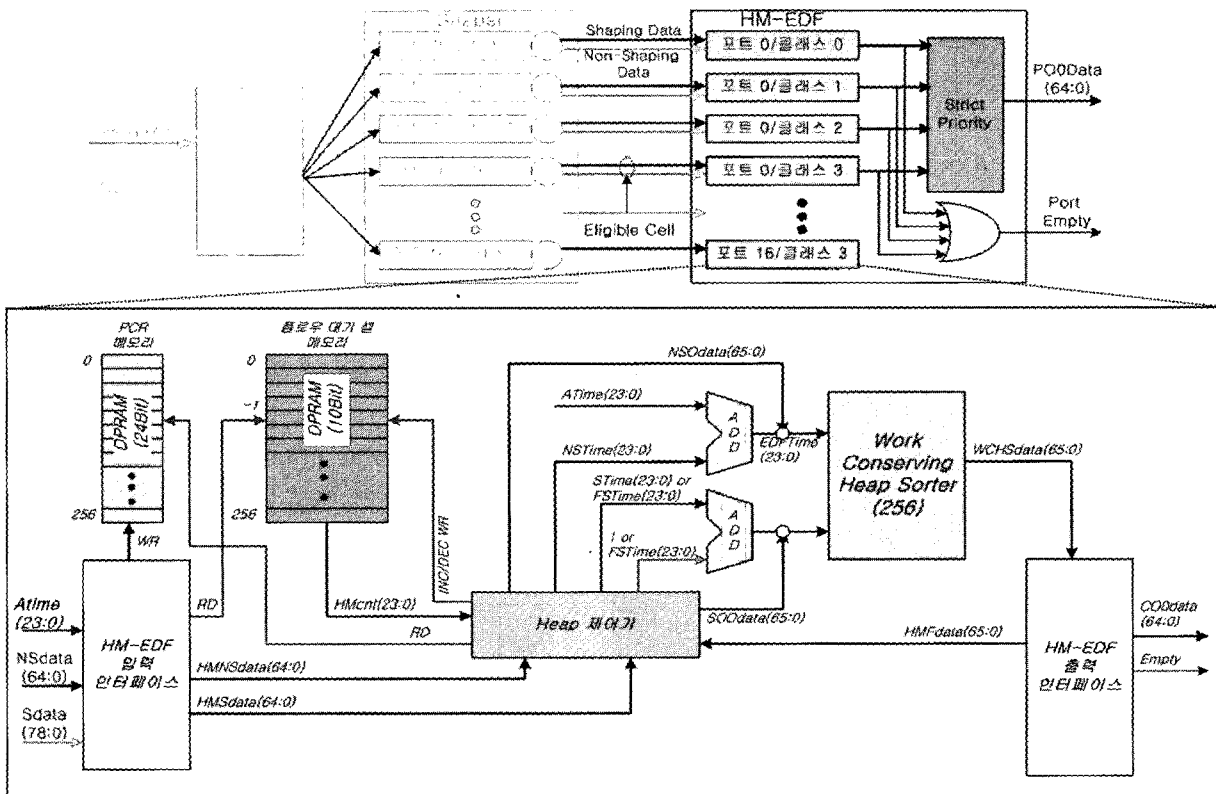 HM-EDF
Shaping Data
Non-Shaping
Data
Eligible Cell
포트 0/클래스 0
포트 0/클래스 1
포트 0/클래스 2
포트 0/클래스 3
포트 16/클래스 3
Strict
Priority
PO0Data
(64:0)
Port
Empty
PCR
메모리
0
DPRAM
(24Bit)
256
WR
플로우 대기 셀
메모리
0
-1
DPRAM
(10Bit)
256
RD
INC/DEC WR
HMcnt(23:0)
RD
NSOdata(65:0)
ATime(23:0)
NSTime(23:0)
STime(23:0) or
FSTime(23:0)
1 or
FSTime(23:0)
ADD
ADD
EDFTime
(23:0)
SOOdata(65:0)
Work
Conserving
Heap Sorter
(256)
WCHSdata(65:0)
Heap 제어기
HMFdata(65:0)
Atime
(23:0)
NSdata
(64:0)
Sdata
(78:0)
HM-EDF
입력
인터페이스
HMNSdata(64:0)
HMSdata(64:0)
HM-EDF
출력
인터페이스
CO0data
(64:0)
Empty